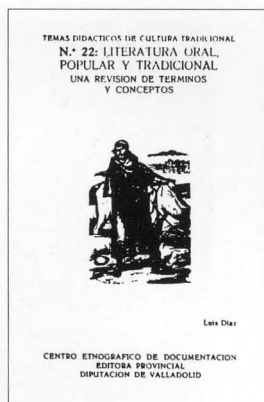 TEMAS DIDACTICOS DE CULTURA TRADICIONAL
N.º 22: LITERATURA ORAL,
POPULAR Y TRADICIONAL
UNA REVISION DE TERMINOS
Y CONCEPTOS
Luis Díaz
CENTRO ETNOGRAFICO DE DOCUMENTACION
EDITORA PROVINCIAL
DIPUTACION DE VALLADOLID